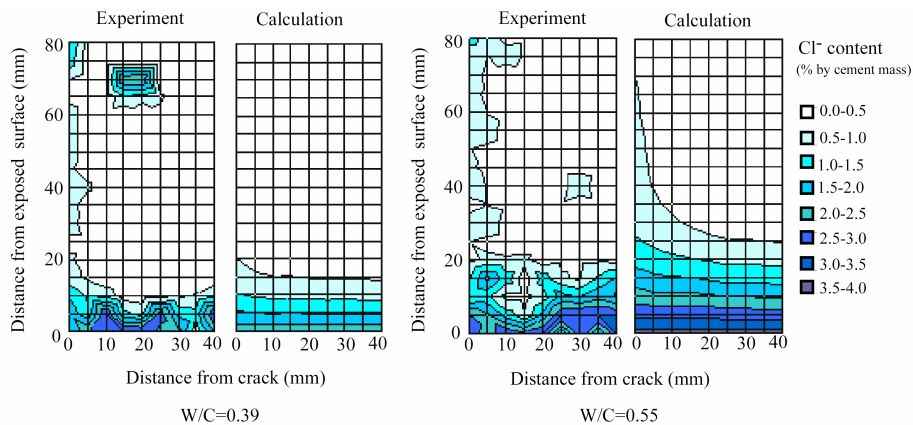 Experiment Calculation Experiment Calculation
Distance from exposed surface (mm)
80
60
40
20
0
0 10 20 30 40 0 10 20 30 40
Distance from crack (mm)
W/C=0.39
Distance from exposed surface (mm)
80
60
40
20
0
0 10 20 30 40 0 10 20 30 40
Distance from crack (mm)
W/C=0.55
Cl⁻ content
(% by cement mass)
0.0-0.5
0.5-1.0
1.0-1.5
1.5-2.0
2.0-2.5
2.5-3.0
3.0-3.5
3.5-4.0